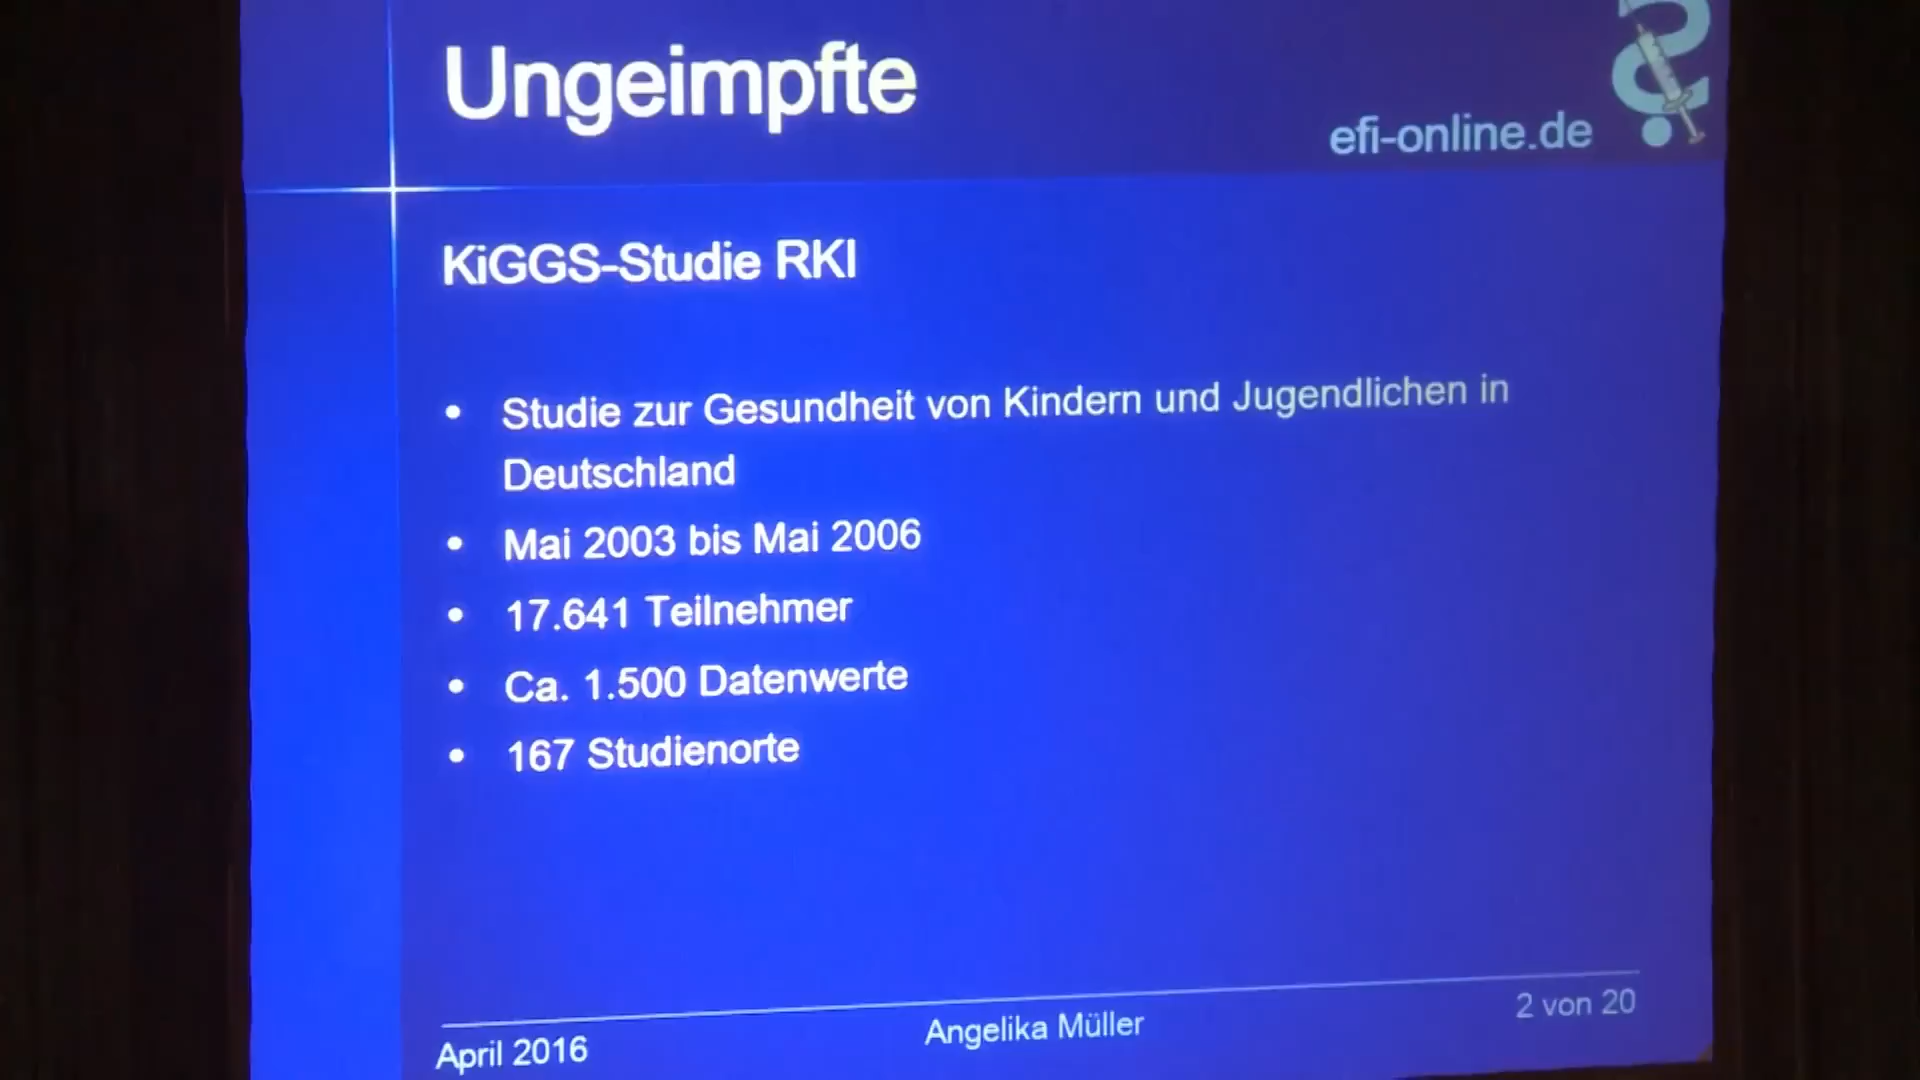 Ungeimpfte
efi-online.de
KiGGS-Studie RKI
• Studie zur Gesundheit von Kindern und Jugendlichen in
Deutschland
• Mai 2003 bis Mai 2006
• 17.641 Teilnehmer
• Ca. 1.500 Datenwerte
• 167 Studienorte
April 2016
Angelika Müller
2 von 20